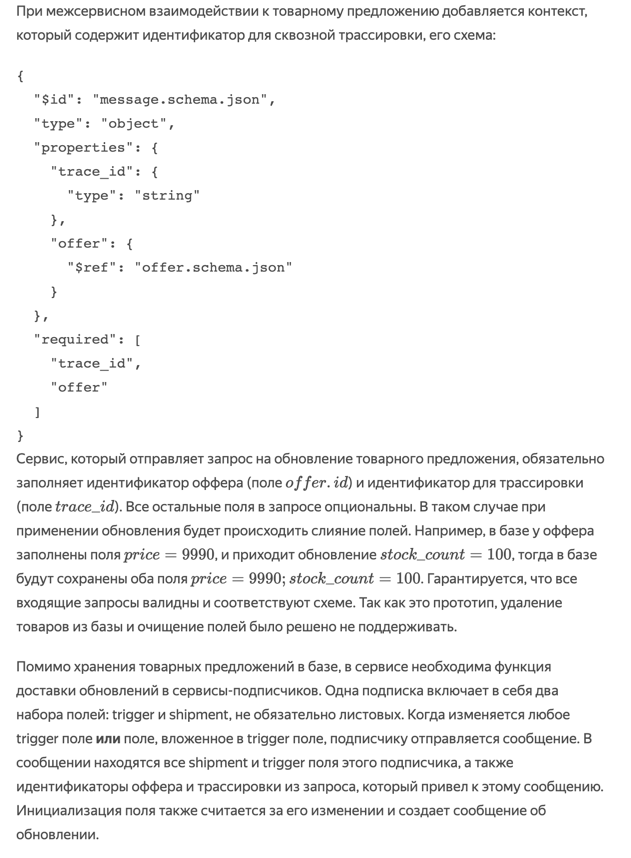 При межсервисном взаимодействии к товарному предложению добавляется контекст,
который содержит идентификатор для сквозной трассировки, его схема:
{
  "$id": "message.schema.json",
  "type": "object",
  "properties": {
    "trace_id": {
      "type": "string"
    },
    "offer": {
      "$ref": "offer.schema.json"
    }
  },
  "required": [
    "trace_id",
    "offer"
  ]
}
Сервис, который отправляет запрос на обновление товарного предложения, обязательно
заполняет идентификатор оффера (поле offer.id) и идентификатор для трассировки
(поле trace_id). Все остальные поля в запросе опциональны. В таком случае при
применении обновления будет происходить слияние полей. Например, в базе у оффера
заполнены поля price = 9990, и приходит обновление stock_count = 100, тогда в базе
будут сохранены оба поля price = 9990; stock_count = 100. Гарантируется, что все
входящие запросы валидны и соответствуют схеме. Так как это прототип, удаление
товаров из базы и очищение полей было решено не поддерживать.
Помимо хранения товарных предложений в базе, в сервисе необходима функция
доставки обновлений в сервисы-подписчиков. Одна подписка включает в себя два
набора полей: trigger и shipment, не обязательно листовых. Когда изменяется любое
trigger поле или поле, вложенное в trigger поле, подписчику отправляется сообщение. В
сообщении находятся все shipment и trigger поля этого подписчика, а также
идентификаторы оффера и трассировки из запроса, который привел к этому сообщению.
Инициализация поля также считается за его изменении и создает сообщение об
обновлении.